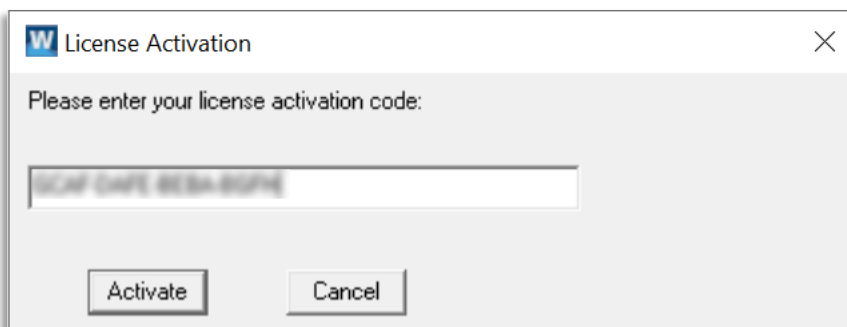 W License Activation
Please enter your license activation code:
Activate Cancel